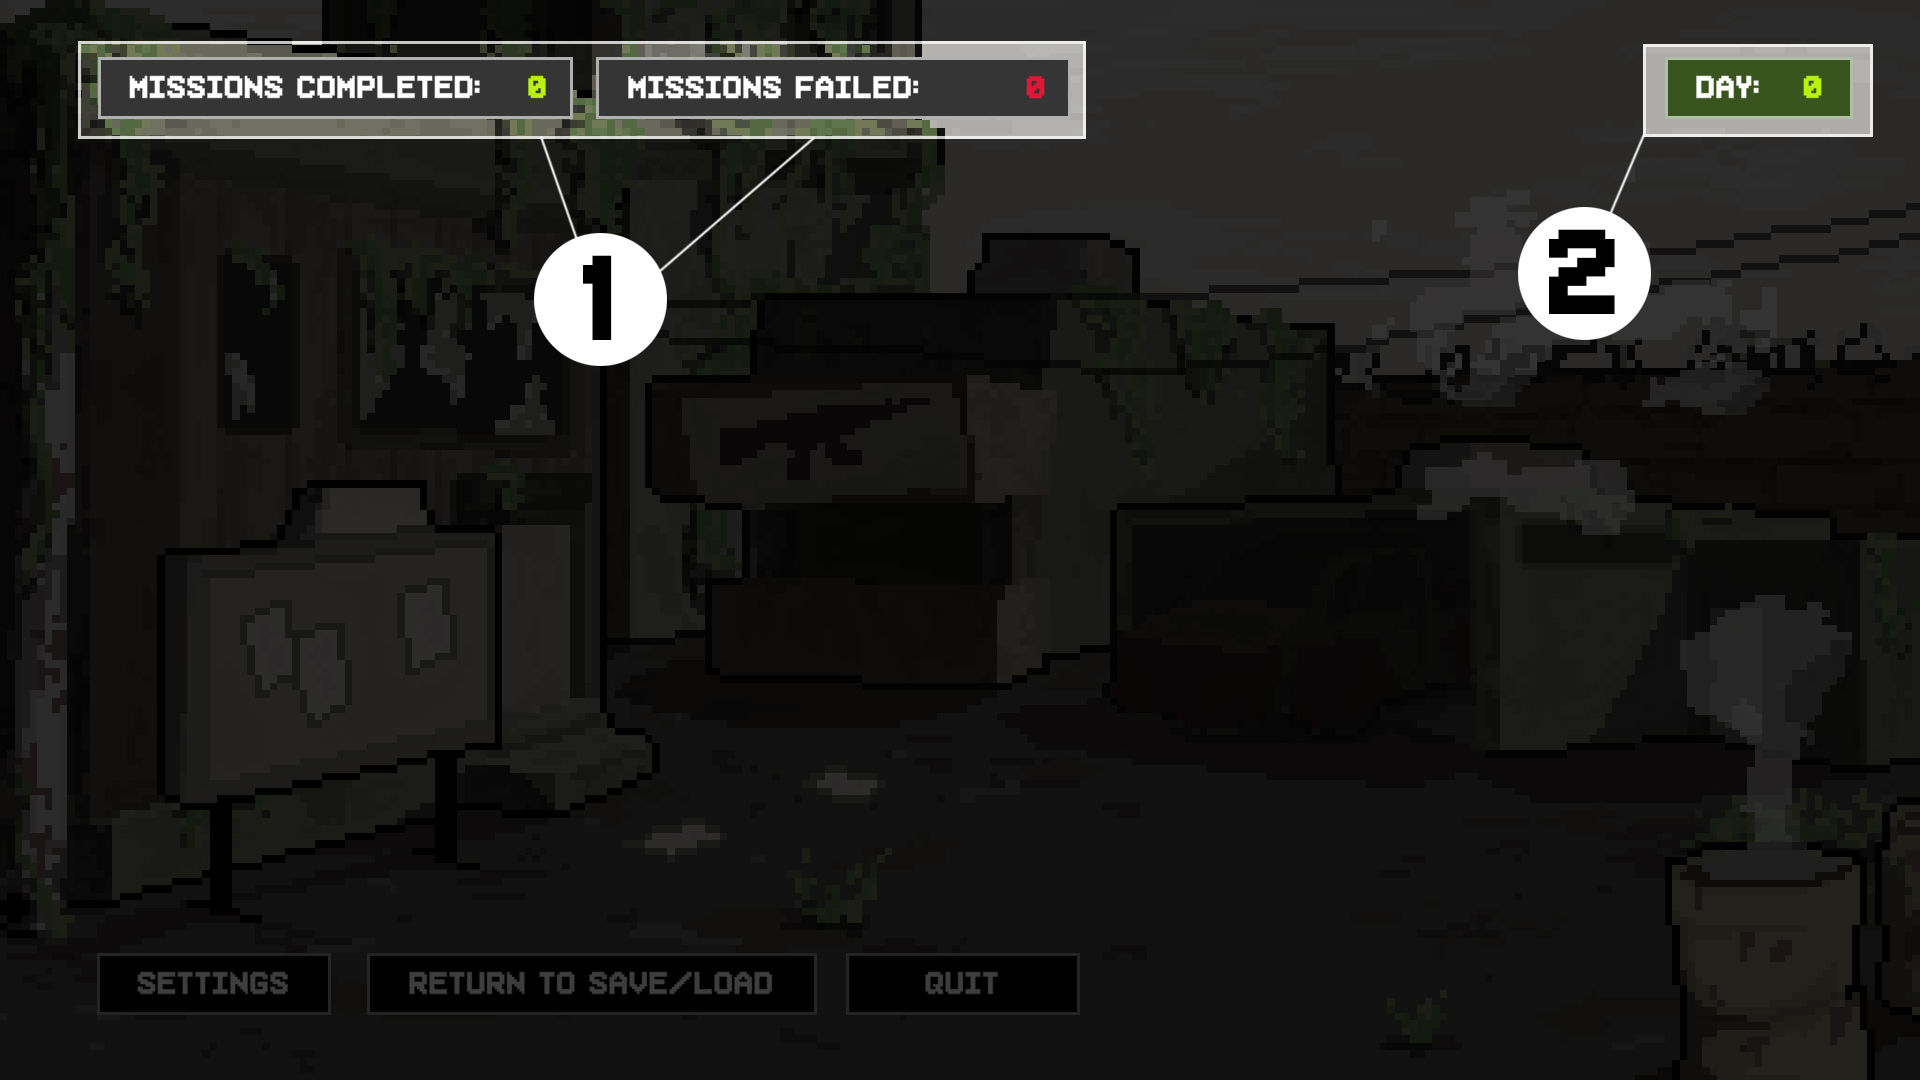 MISSIONS COMPLETED: 0
MISSIONS FAILED: 0
DAY: 0
1
2
SETTINGS
RETURN TO SAVE/LOAD
QUIT